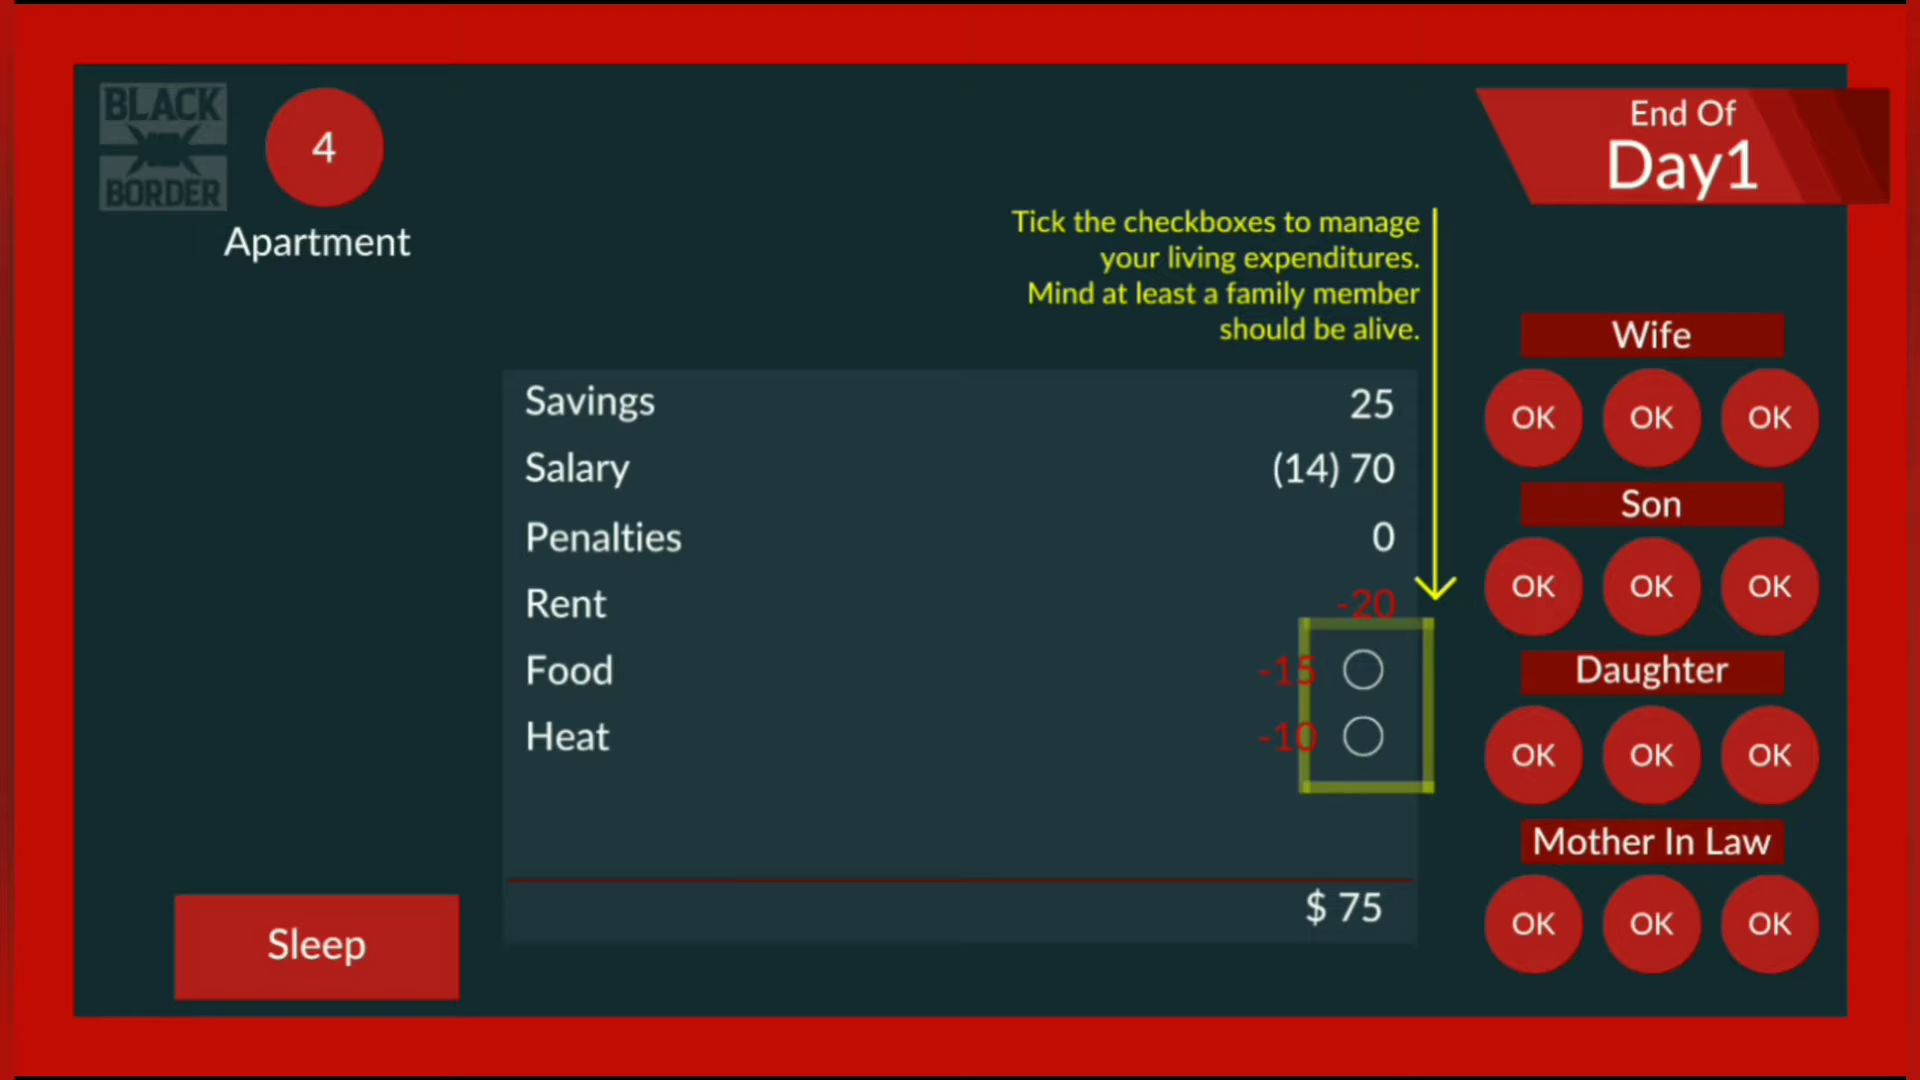 BLACK
BORDER
4
Apartment
End Of
Day1
Tick the checkboxes to manage
your living expenditures.
Mind at least a family member
should be alive.
Savings 25
Salary (14) 70
Penalties 0
Rent -20
Food -15
Heat -10
$ 75
Sleep
Wife
OK OK OK
Son
OK OK OK
Daughter
OK OK OK
Mother In Law
OK OK OK